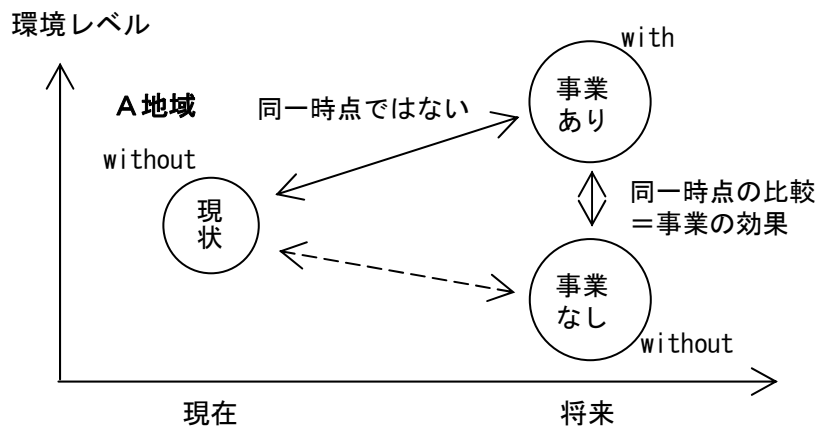 環境レベル
with
A地域
同一時点ではない
事業
あり
without
現
状
同一時点の比較
＝事業の効果
事業
なし
without
現在
将来